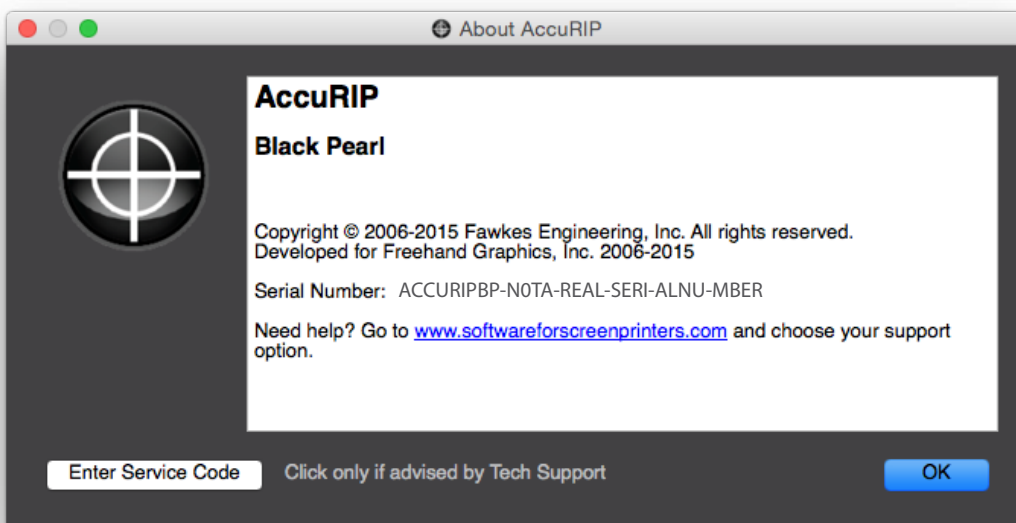 About AccuRIP
AccuRIP
Black Pearl
Copyright © 2006-2015 Fawkes Engineering, Inc. All rights reserved.
Developed for Freehand Graphics, Inc. 2006-2015
Serial Number: ACCURIPBP-N0TA-REAL-SERI-ALNU-MBER
Need help? Go to www.softwareforscreenprinters.com and choose your support
option.
Enter Service Code Click only if advised by Tech Support OK